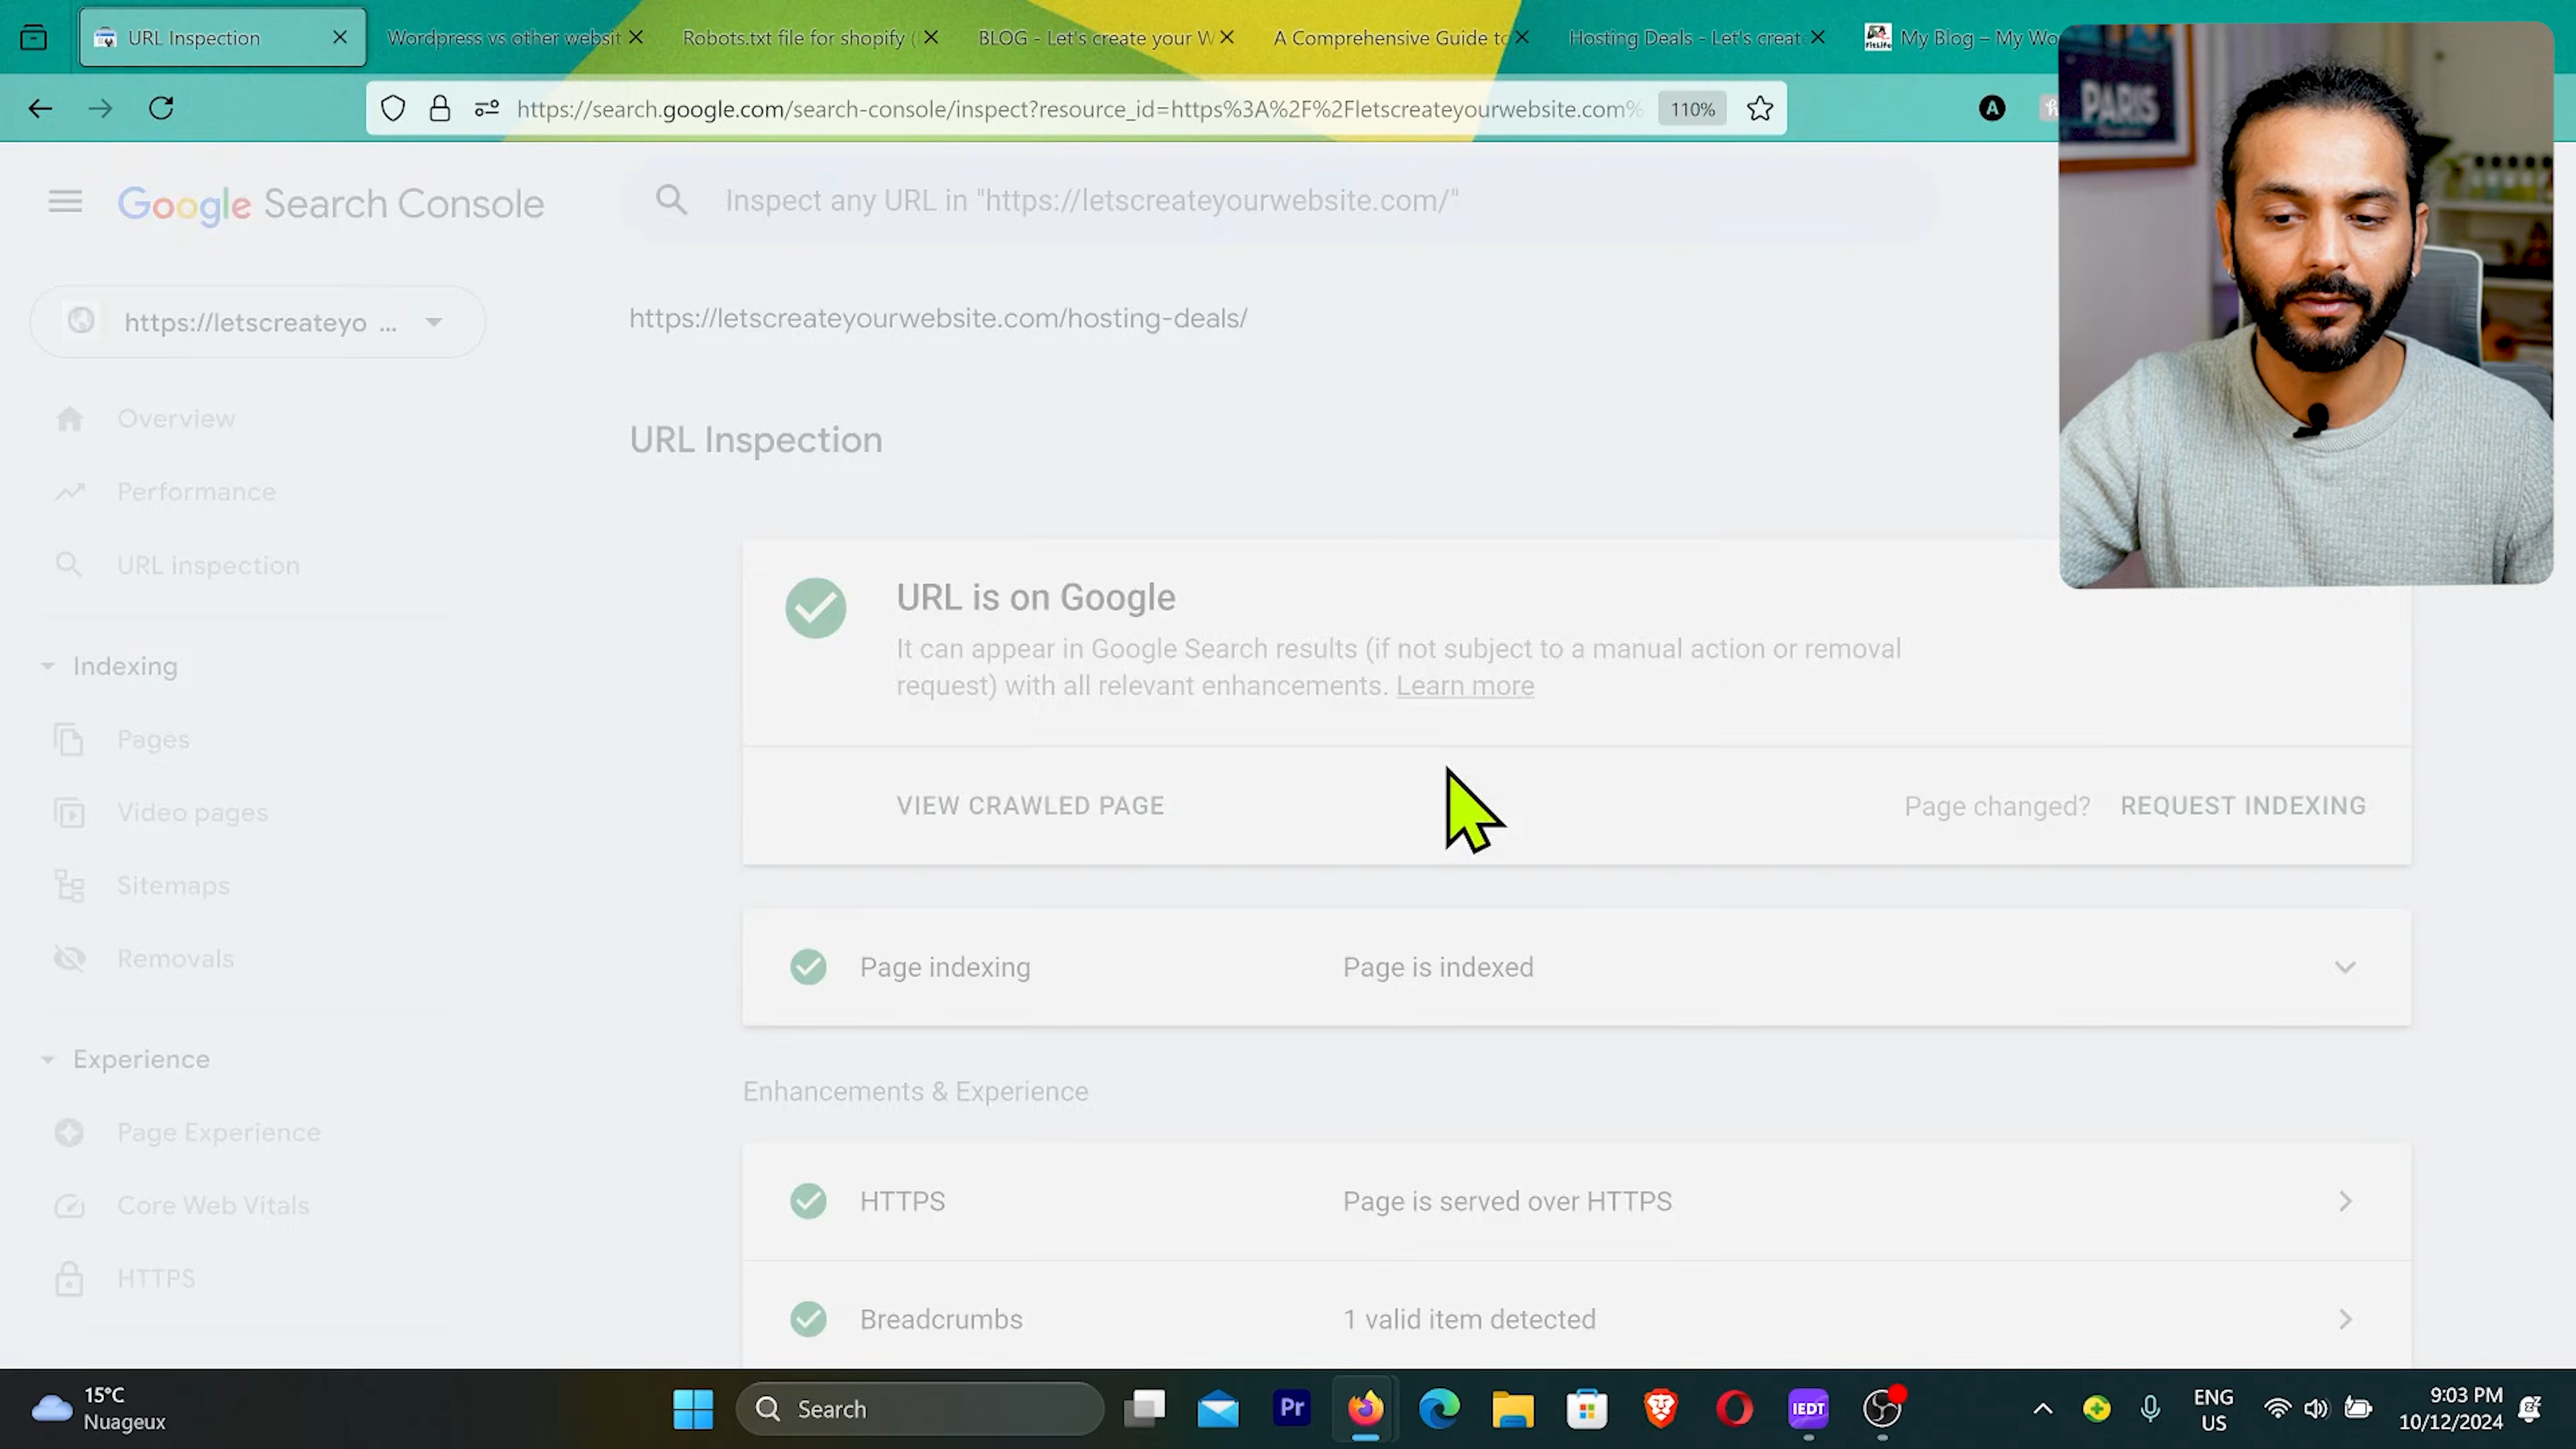 URL Inspection
Wordpress vs other websit
Robots.txt file for shopify (
BLOG - Let's create your W
A Comprehensive Guide to
Hosting Deals - Let's creat
FitLife
My Blog – My Wo
https://search.google.com/search-console/inspect?resource_id=https%3A%2F%2Fletscreateyourwebsite.com%
110%
A
PARIS
Google Search Console
Inspect any URL in "https://letscreateyourwebsite.com/"
https://letscreateyo ...
https://letscreateyourwebsite.com/hosting-deals/
Overview
Performance
URL inspection
Indexing
Pages
Video pages
Sitemaps
Removals
Experience
Page Experience
Core Web Vitals
HTTPS
URL Inspection
URL is on Google
It can appear in Google Search results (if not subject to a manual action or removal
request) with all relevant enhancements. Learn more
VIEW CRAWLED PAGE
Page changed? REQUEST INDEXING
Page indexing Page is indexed
Enhancements & Experience
HTTPS Page is served over HTTPS
Breadcrumbs 1 valid item detected
15°C
Nuageux
Search
Pr
IEDT
ENG
US
9:03 PM
10/12/2024